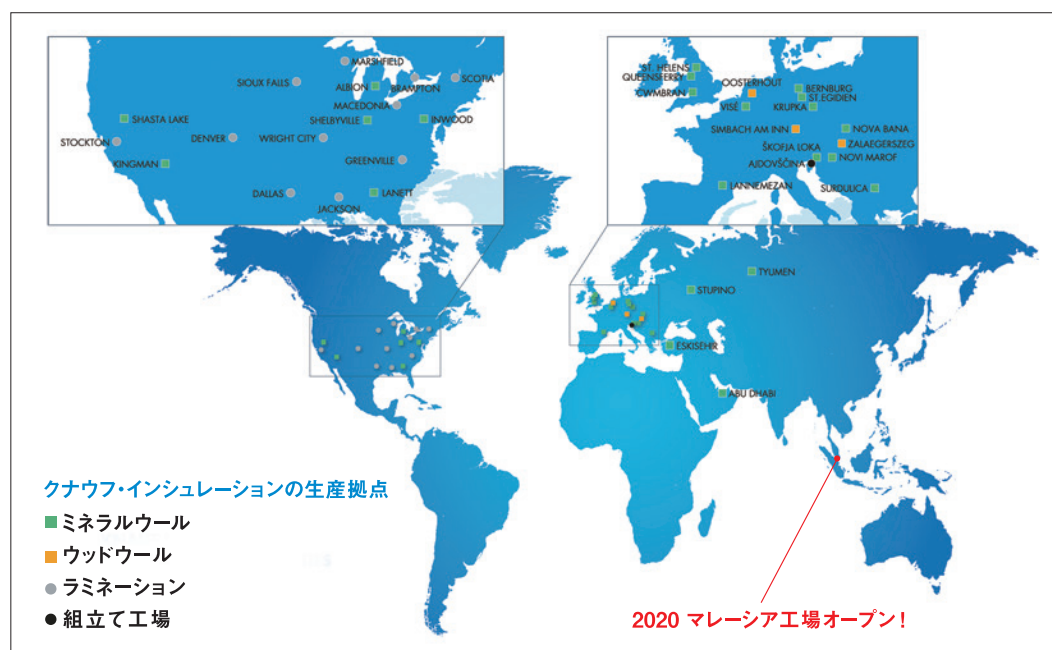 MARSHFIELD
SIOUX FALLS
ALBION
BRAMPTON
SCOTIA
MACEDONIA
SHASTA LAKE
SHELBYVILLE
INWOOD
STOCKTON
DENVER
WRIGHT CITY
KINGMAN
GREENVILLE
DALLAS
JACKSON
LANETT
ST. HELENS
QUEENSFERRY
CWMBRAN
OOSTERHOUT
BERNBURG
ST.EGIDIEN
VISÉ
KRUPKA
SIMBACH AM INN
NOVA BANA
ŠKOFJA LOKA
ZALAEGERSZEG
AJDOVŠČINA
NOVI MAROF
LANNEMEZAN
SURDULICA
TYUMEN
STUPINO
ESKISEHIR
ABU DHABI
クナウフ・インシュレーションの生産拠点
ミネラルウール
ウッドウール
ラミネーション
組立て工場
2020 マレーシア工場オープン!